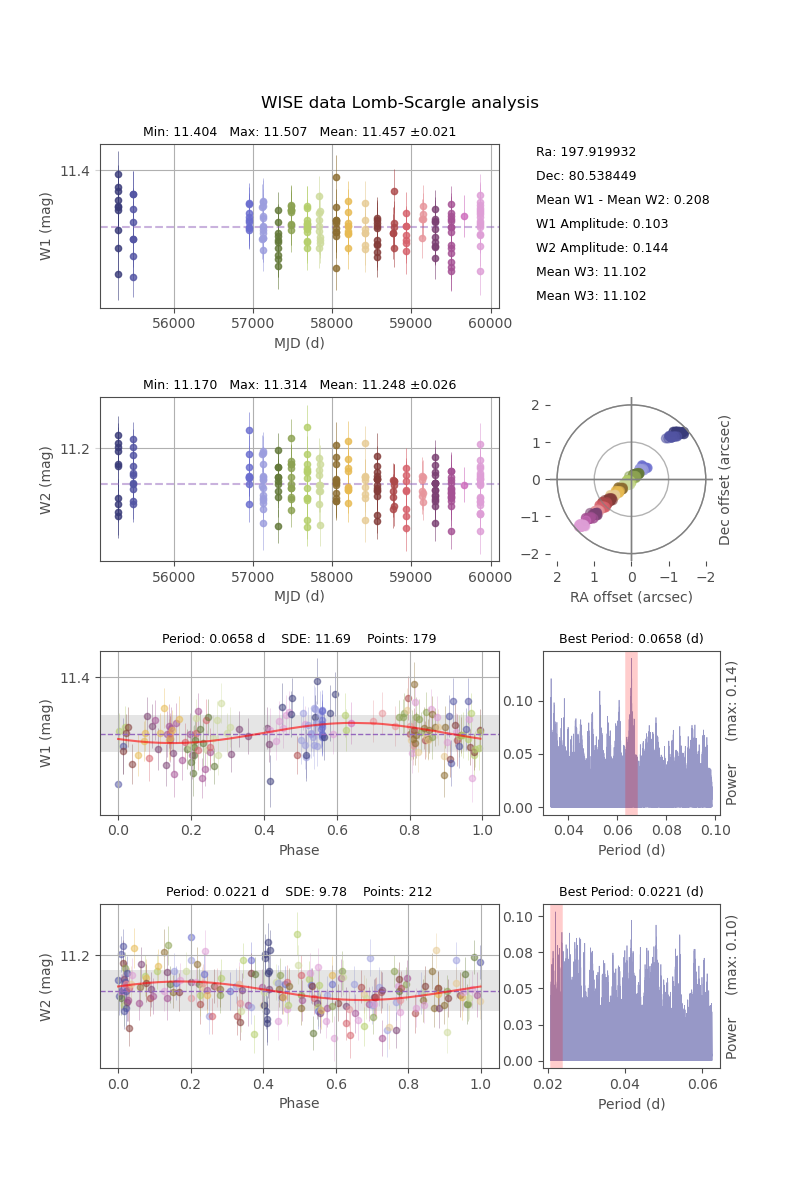 WISE data Lomb-Scargle analysis
Min: 11.404   Max: 11.507   Mean: 11.457 ±0.021
11.4
W1 (mag)
56000 57000 58000 59000 60000
MJD (d)
Ra: 197.919932
Dec: 80.538449
Mean W1 - Mean W2: 0.208
W1 Amplitude: 0.103
W2 Amplitude: 0.144
Mean W3: 11.102
Mean W3: 11.102
Min: 11.170   Max: 11.314   Mean: 11.248 ±0.026
11.2
W2 (mag)
56000 57000 58000 59000 60000
MJD (d)
2
1
0
−1
−2
2 1 0 −1 −2
RA offset (arcsec)
Dec offset (arcsec)
Period: 0.0658 d    SDE: 11.69    Points: 179
11.4
W1 (mag)
0.0 0.2 0.4 0.6 0.8 1.0
Phase
Best Period: 0.0658 (d)
0.10
0.05
0.00
0.04 0.06 0.08 0.10
Period (d)
Power    (max: 0.14)
Period: 0.0221 d    SDE: 9.78    Points: 212
11.2
W2 (mag)
0.0 0.2 0.4 0.6 0.8 1.0
Phase
Best Period: 0.0221 (d)
0.10
0.08
0.05
0.03
0.00
0.02 0.04 0.06
Period (d)
Power    (max: 0.10)